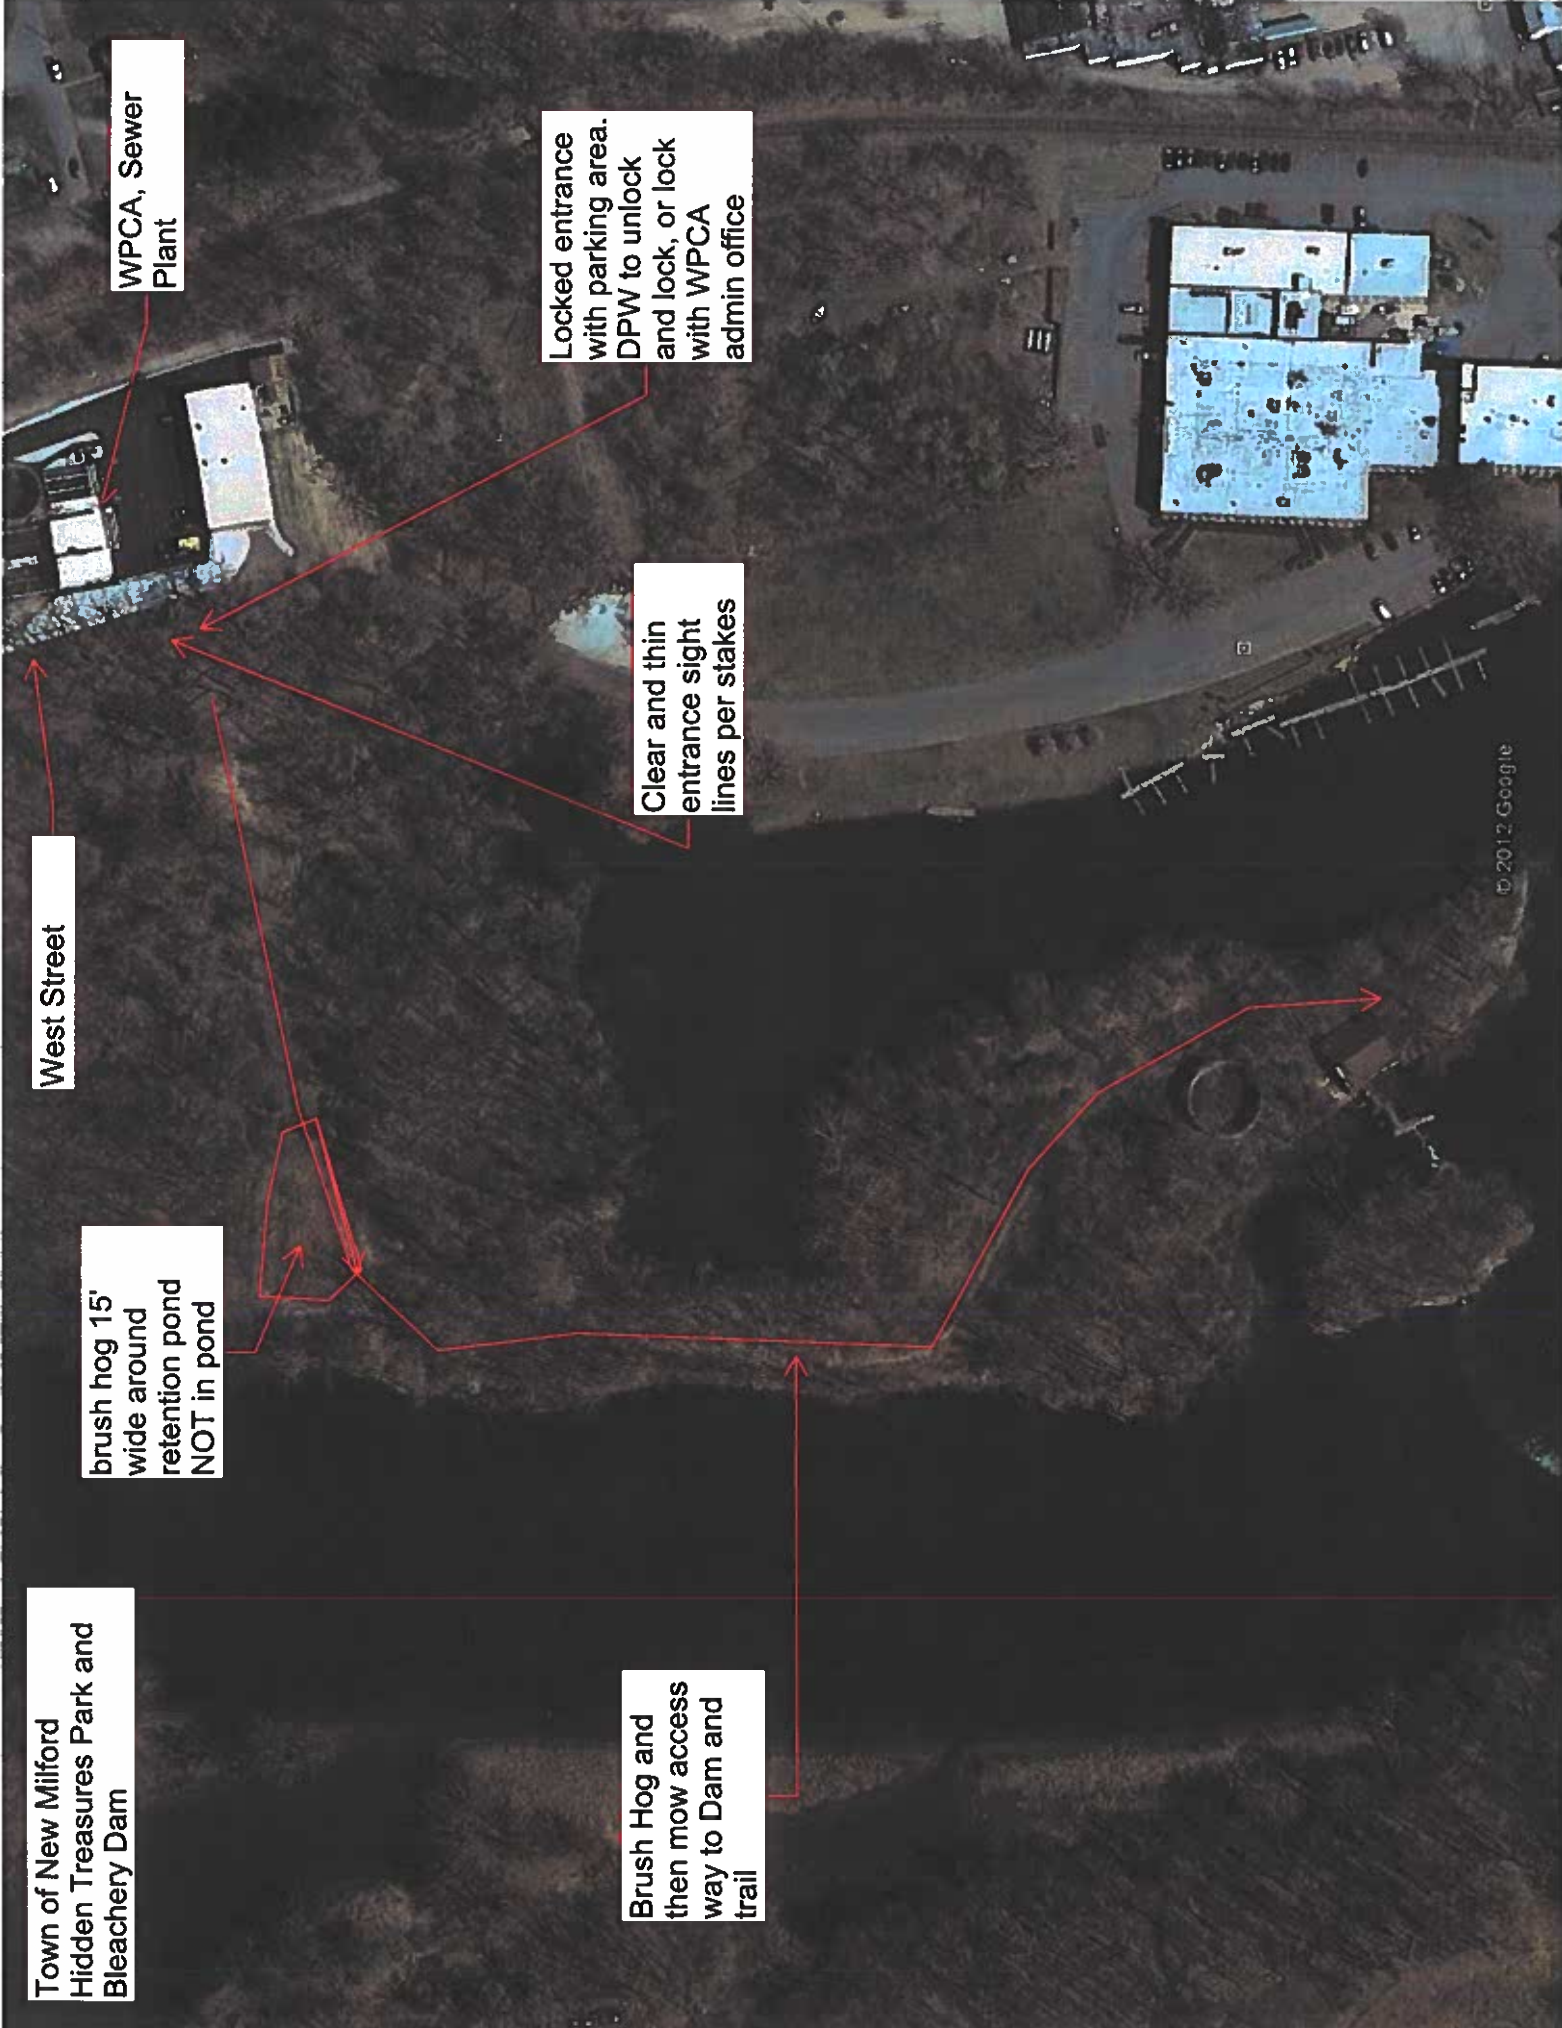 Town of New Milford
Hidden Treasures Park and
Bleachery Dam
brush hog 15'
wide around
retention pond
NOT in pond
West Street
WPCA, Sewer
Plant
Locked entrance
with parking area.
DPW to unlock
and lock, or lock
with WPCA
admin office
Clear and thin
entrance sight
lines per stakes
Brush Hog and
then mow access
way to Dam and
trail
© 2012 Google